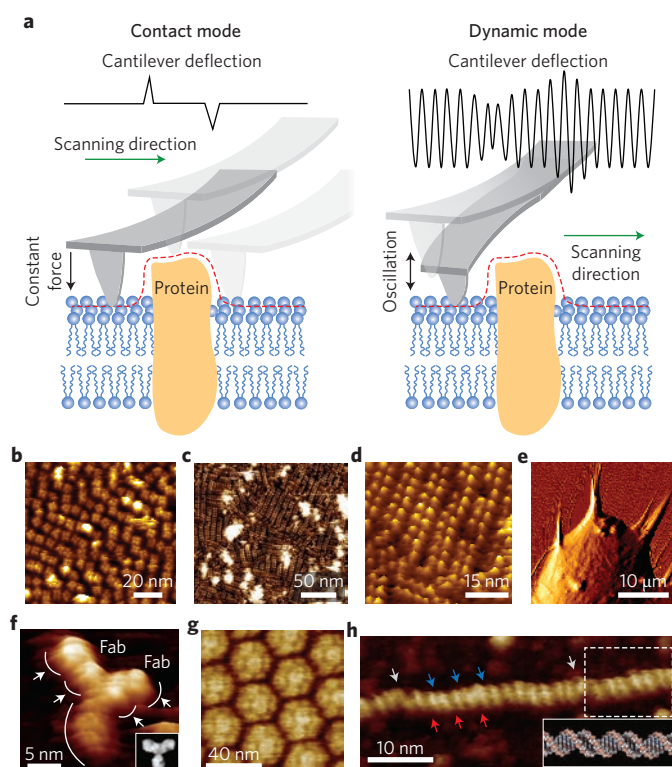 a
Contact mode
Cantilever deflection
Scanning direction
Constant
force
Protein
Dynamic mode
Cantilever deflection
Oscillation
Scanning
direction
Protein
b
20 nm
c
50 nm
d
15 nm
e
10 μm
f
Fab
Fab
5 nm
g
40 nm
h
10 nm